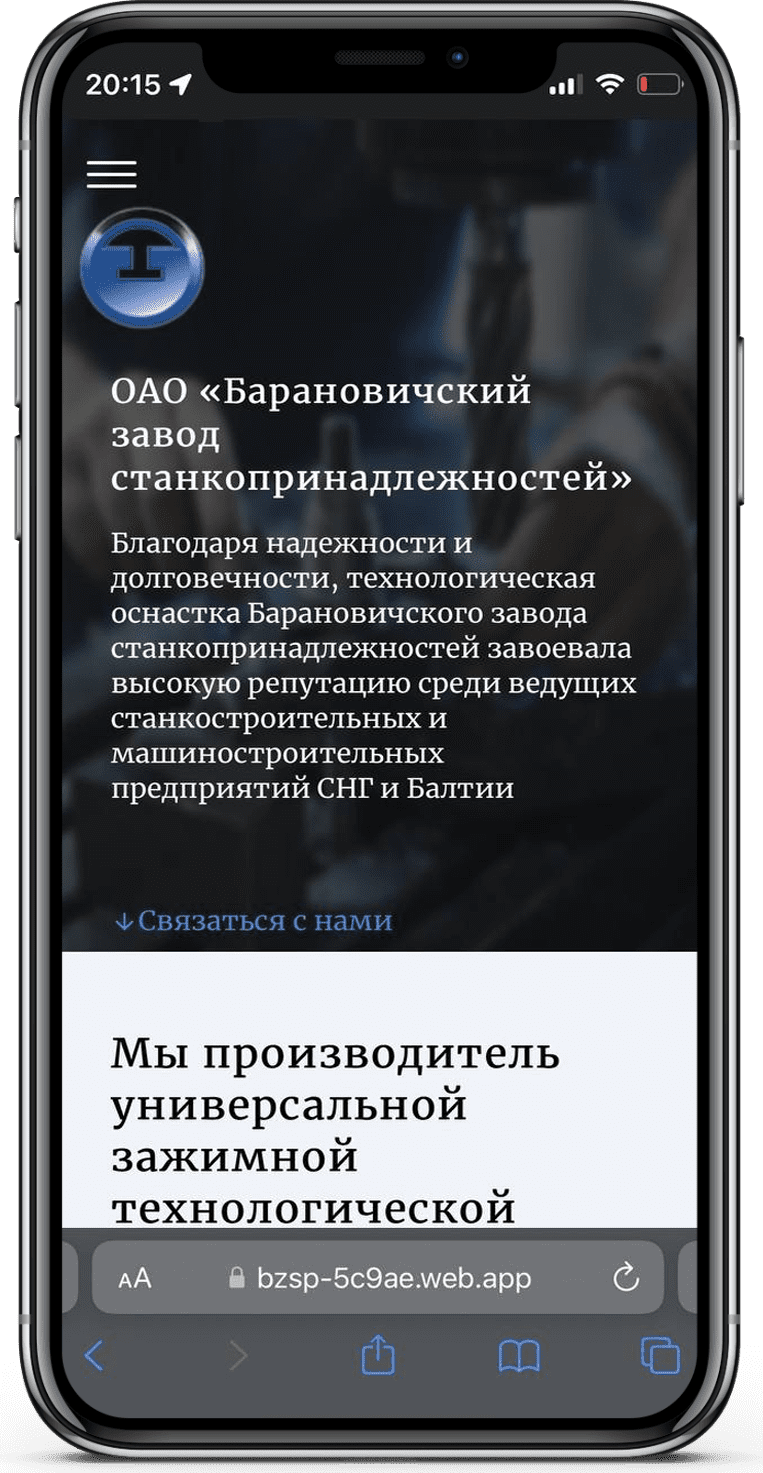 20:15
ОАО «Барановичский
завод
станкопринадлежностей»
Благодаря надежности и
долговечности, технологическая
оснастка Барановичского завода
станкопринадлежностей завоевала
высокую репутацию среди ведущих
станкостроительных и
машиностроительных
предприятий СНГ и Балтии
↓Связаться с нами
Мы производитель
универсальной
зажимной
технологической
AA bzsp-5c9ae.web.app